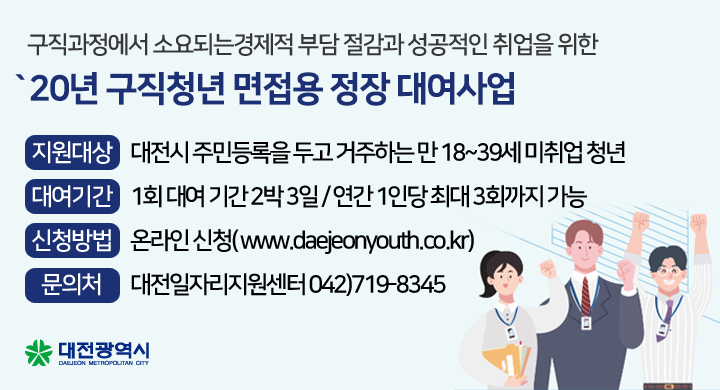 구직과정에서 소요되는경제적 부담 절감과 성공적인 취업을 위한
`20년 구직청년 면접용 정장 대여사업
지원대상 대전시 주민등록을 두고 거주하는 만 18~39세 미취업 청년
대여기간 1회 대여 기간 2박 3일 / 연간 1인당 최대 3회까지 가능
신청방법 온라인 신청( www.daejeonyouth.co.kr)
문의처 대전일자리지원센터 042)719-8345
대전광역시
DAEJEON METROPOLITAN CITY